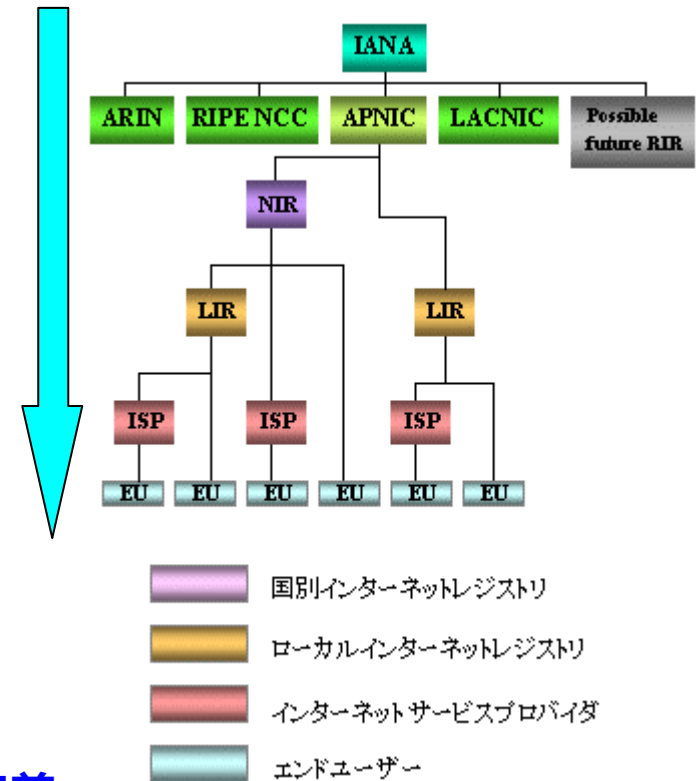 IANA
ARIN RIPE NCC APNIC LACNIC Possible
future RIR
NIR
LIR LIR
ISP ISP ISP
EU EU EU EU EU EU
国別インターネットレジストリ
ローカルインターネットレジストリ
インターネットサービスプロバイダ
エンドユーザー